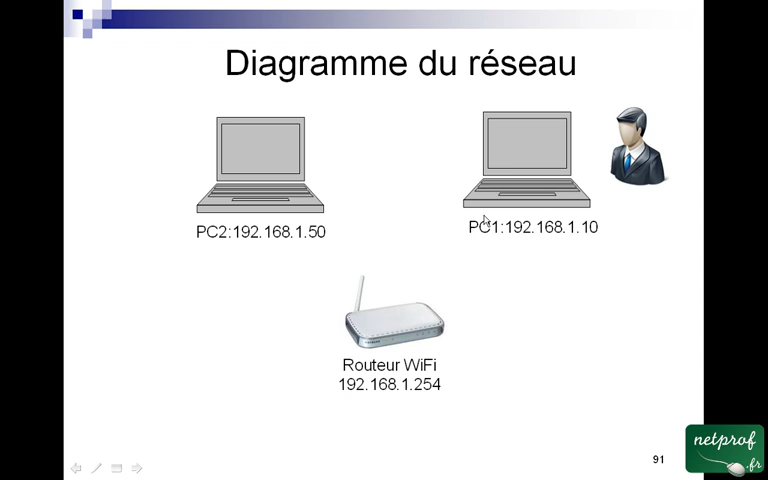 Diagramme du réseau
PC2:192.168.1.50
PC1:192.168.1.10
Routeur WiFi
192.168.1.254
91
netprof
.fr